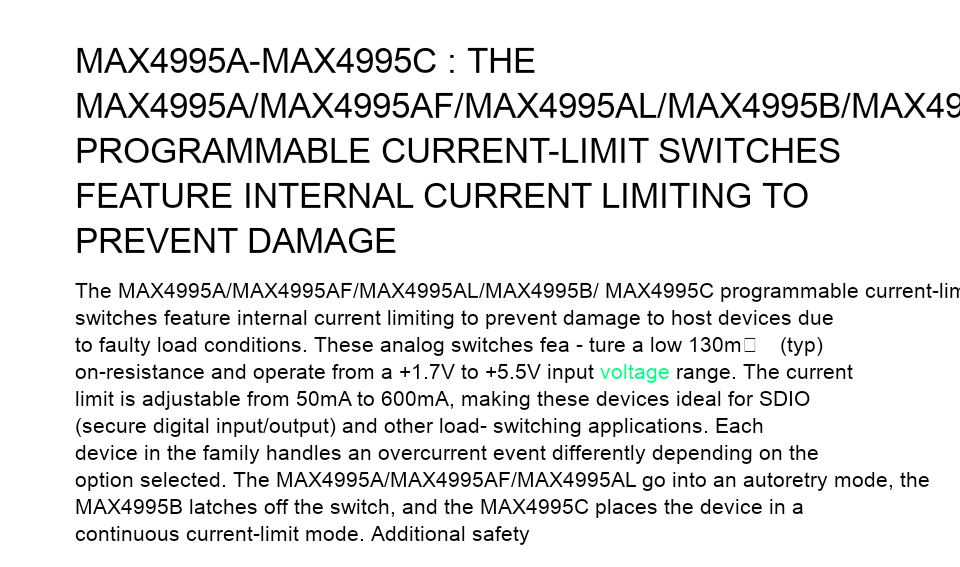 MAX4995A-MAX4995C : THE
MAX4995A/MAX4995AF/MAX4995AL/MAX4995B/MAX49
PROGRAMMABLE CURRENT-LIMIT SWITCHES
FEATURE INTERNAL CURRENT LIMITING TO
PREVENT DAMAGE
The MAX4995A/MAX4995AF/MAX4995AL/MAX4995B/ MAX4995C programmable current-lim
switches feature internal current limiting to prevent damage to host devices due
to faulty load conditions. These analog switches fea - ture a low 130m□ (typ)
on-resistance and operate from a +1.7V to +5.5V input voltage range. The current
limit is adjustable from 50mA to 600mA, making these devices ideal for SDIO
(secure digital input/output) and other load- switching applications. Each
device in the family handles an overcurrent event differently depending on the
option selected. The MAX4995A/MAX4995AF/MAX4995AL go into an autoretry mode, the
MAX4995B latches off the switch, and the MAX4995C places the device in a
continuous current-limit mode. Additional safety